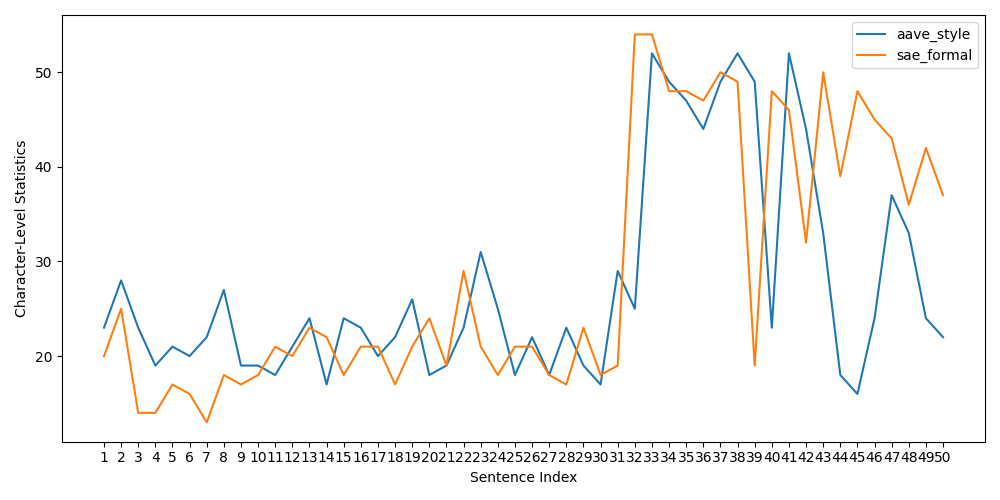 aave_style
sae_formal
50
40
30
20
Character-Level Statistics
1 2 3 4 5 6 7 8 9 10 11 12 13 14 15 16 17 18 19 20 21 22 23 24 25 26 27 28 29 30 31 32 33 34 35 36 37 38 39 40 41 42 43 44 45 46 47 48 49 50
Sentence Index